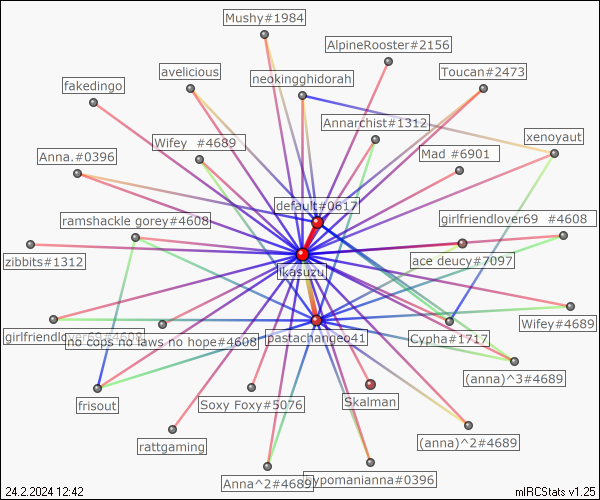 Mushy#1984
AlpineRooster#2156
avelicious
neokingghidorah
Toucan#2473
fakedingo
Annarchist#1312
xenoyaut
Wifey #4689
Anna.#0396
Mad #6901
default#0617
ramshackle gorey#4608
girlfriendlover69 #4608
zibbits#1312
ikasuzu
ace deucy#7097
girlfriendlover69#4608
no cops no laws no hope#4608
pastachangeo41
Cypha#1717
Wifey#4689
(anna)^3#4689
frisout
Soxy Foxy#5076
Skalman
rattgaming
(anna)^2#4689
Anna^2#4689
hypomanianna#0396
24.2.2024 12:42
mIRCStats v1.25